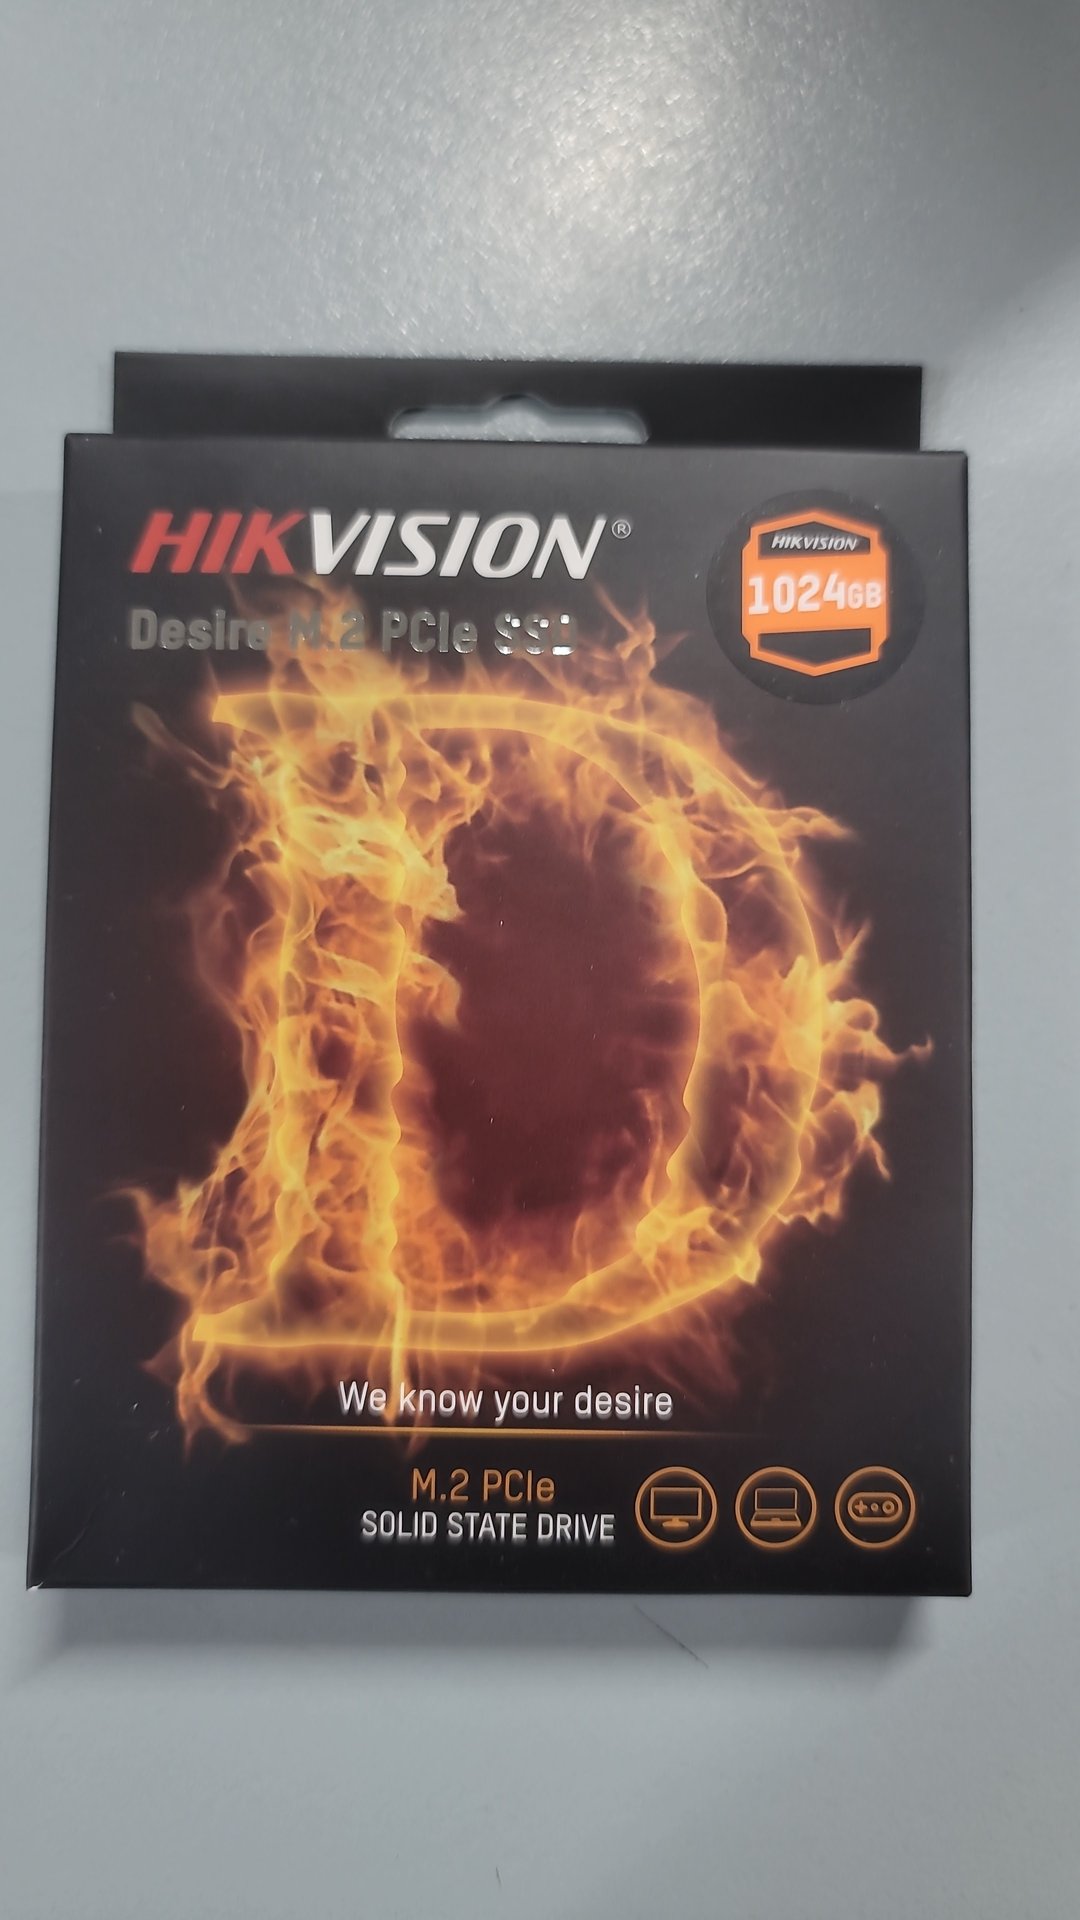 HIKVISION®
Desire M.2 PCIe SSD
HIKVISION
1024GB
We know your desire
M.2 PCIe
SOLID STATE DRIVE